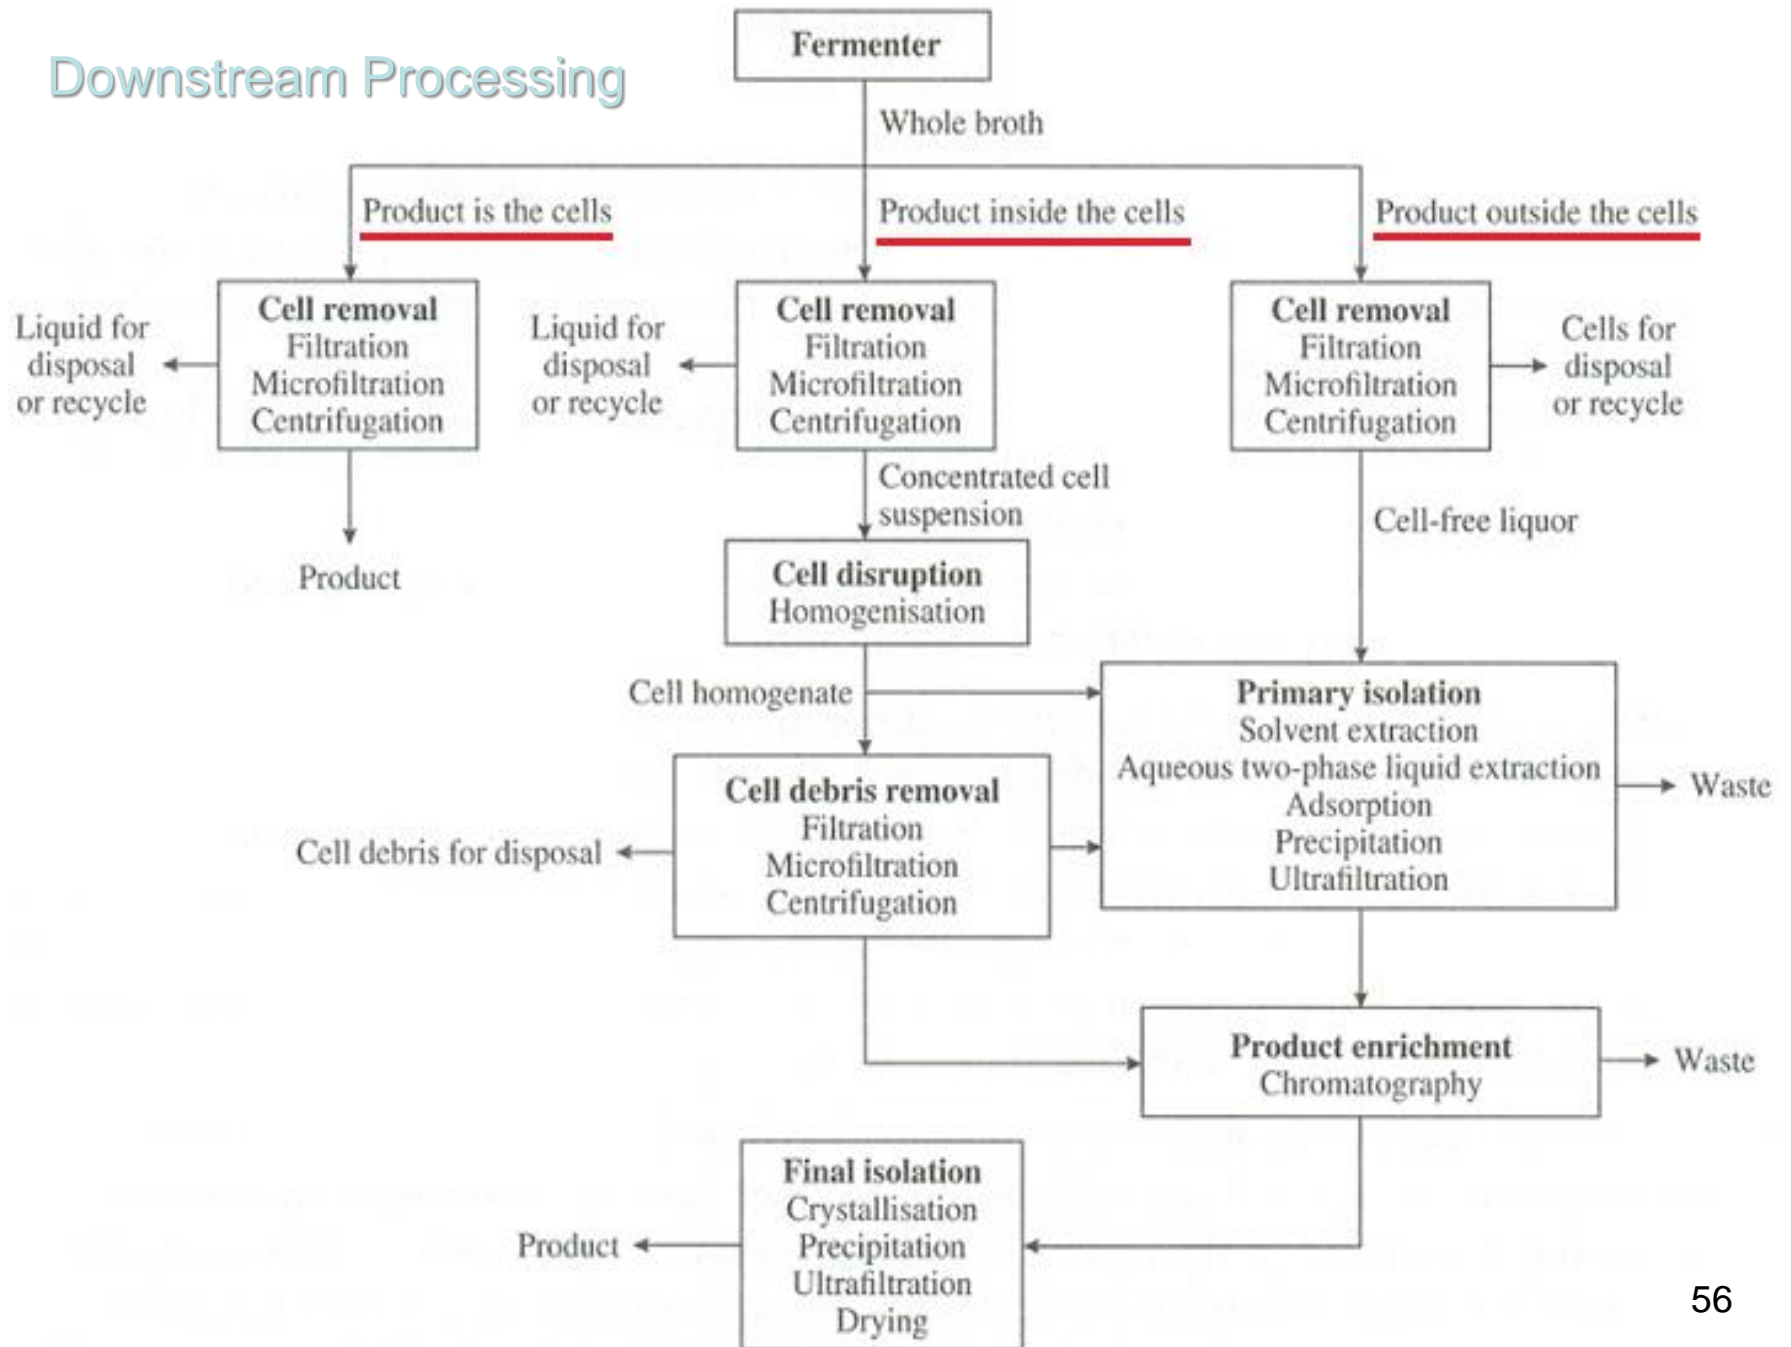 Downstream Processing
Fermenter
Whole broth
Product is the cells
Product inside the cells
Product outside the cells
Liquid for
disposal
or recycle
Cell removal
Filtration
Microfiltration
Centrifugation
Liquid for
disposal
or recycle
Cell removal
Filtration
Microfiltration
Centrifugation
Cell removal
Filtration
Microfiltration
Centrifugation
Cells for
disposal
or recycle
Product
Concentrated cell
suspension
Cell-free liquor
Cell disruption
Homogenisation
Cell homogenate
Primary isolation
Solvent extraction
Aqueous two-phase liquid extraction
Adsorption
Precipitation
Ultrafiltration
Waste
Cell debris removal
Filtration
Microfiltration
Centrifugation
Cell debris for disposal
Product enrichment
Chromatography
Waste
Final isolation
Crystallisation
Precipitation
Ultrafiltration
Drying
Product
56